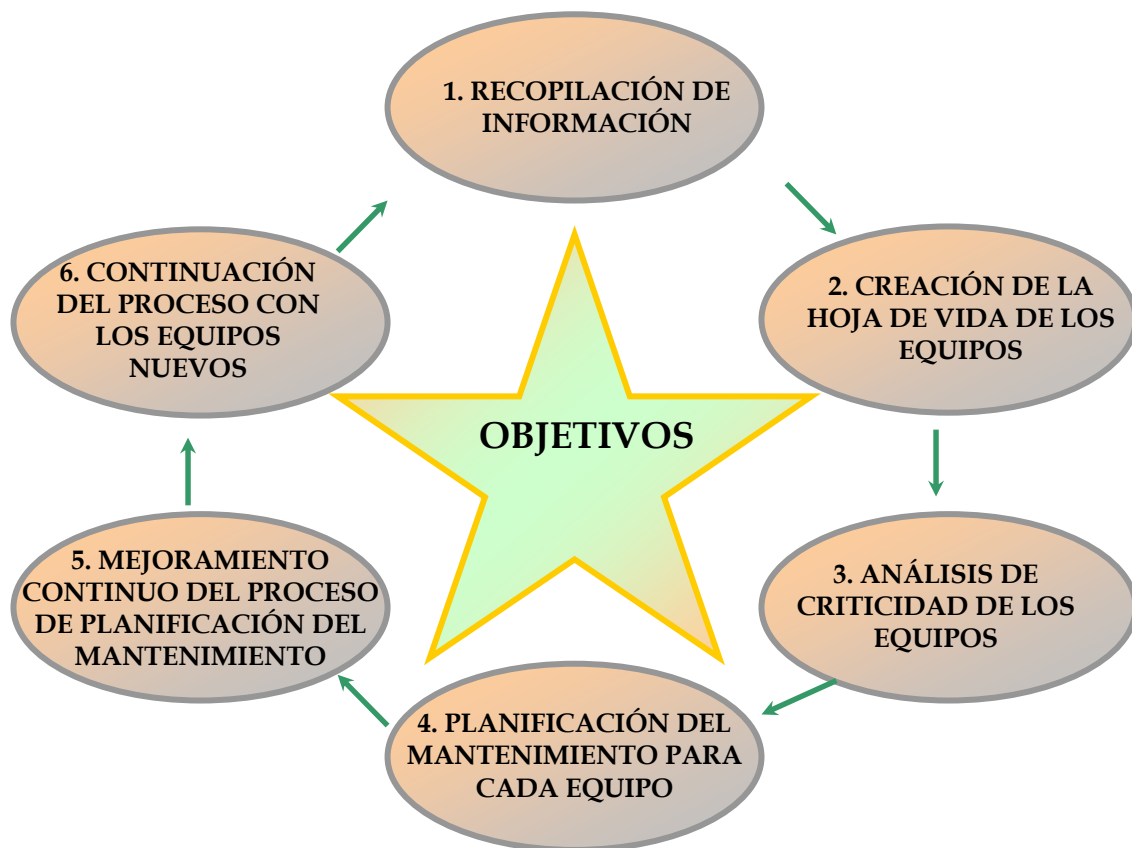 1. RECOPILACIÓN DE
INFORMACIÓN
2. CREACIÓN DE LA
HOJA DE VIDA DE LOS
EQUIPOS
3. ANÁLISIS DE
CRITICIDAD DE LOS
EQUIPOS
4. PLANIFICACIÓN DEL
MANTENIMIENTO PARA
CADA EQUIPO
5. MEJORAMIENTO
CONTINUO DEL PROCESO
DE PLANIFICACIÓN DEL
MANTENIMIENTO
6. CONTINUACIÓN
DEL PROCESO CON
LOS EQUIPOS
NUEVOS
OBJETIVOS